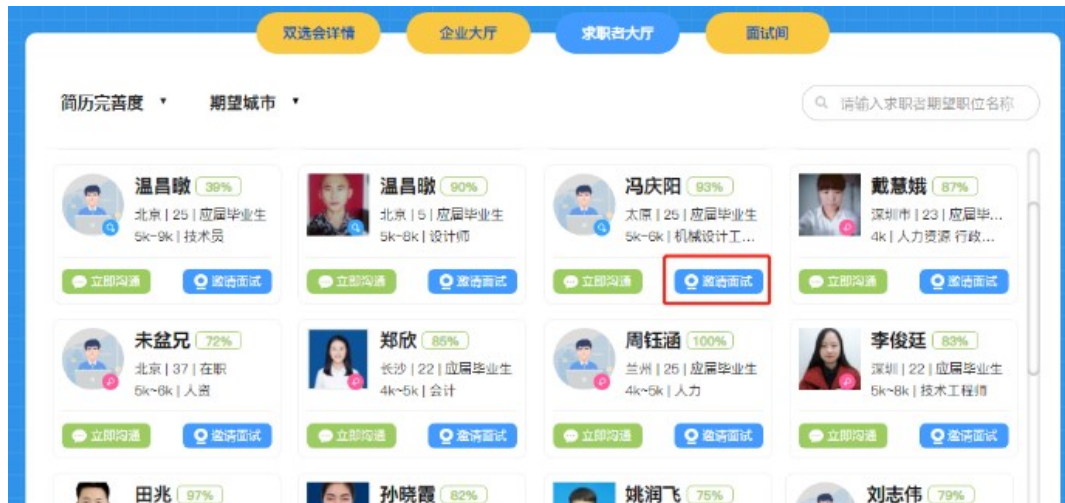 双选会详情 企业大厅 求职者大厅 面试间
简历完善度 期望城市 请输入求职者期望职位名称
温昌暾 39% 温昌暾 90% 冯庆阳 93% 戴慧娥 87%
北京 | 25 | 应届毕业生 北京 | 5 | 应届毕业生 太原 | 25 | 应届毕业生 深圳市 | 23 | 应届毕...
5k~9k | 技术员 5k~8k | 设计师 5k~6k | 机械设计工... 4k | 人力资源 行政...
立即沟通 邀请面试 立即沟通 邀请面试 立即沟通 邀请面试 立即沟通 邀请面试
未盆兄 72% 郑欣 85% 周钰涵 100% 李俊廷 83%
北京 | 37 | 在职 长沙 | 22 | 应届毕业生 兰州 | 25 | 应届毕业生 深圳 | 22 | 应届毕业生
5k~6k | 人资 4k~5k | 会计 4k~5k | 人力 5k~8k | 技术工程师
立即沟通 邀请面试 立即沟通 邀请面试 立即沟通 邀请面试 立即沟通 邀请面试
田兆 97% 孙晓霞 82% 姚润飞 75% 刘志伟 79%